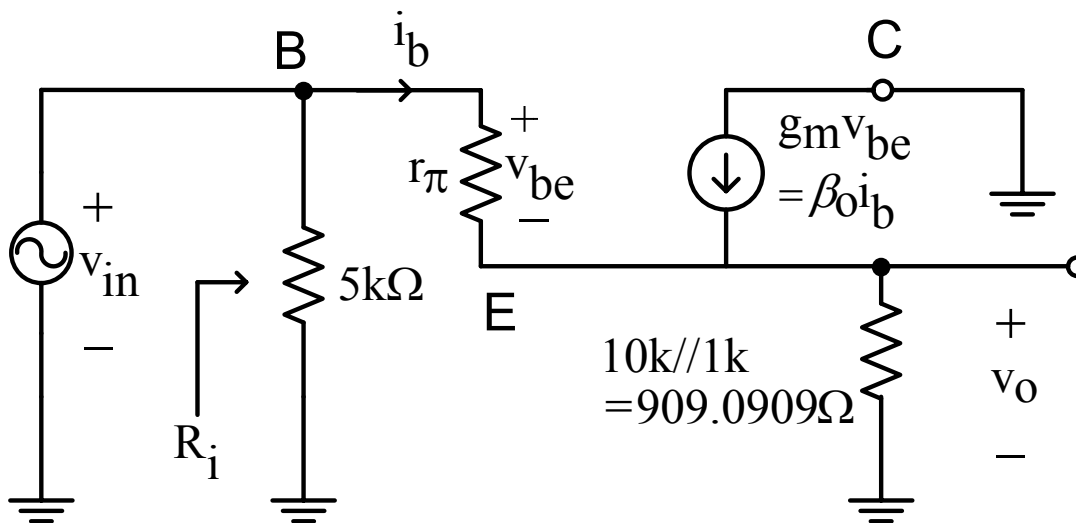 B
i_b
C
+
v_in
−
R_i
5kΩ
r_π
+
v_be
−
E
g_m v_be
= β_o i_b
10k//1k
=909.0909Ω
+
v_o
−